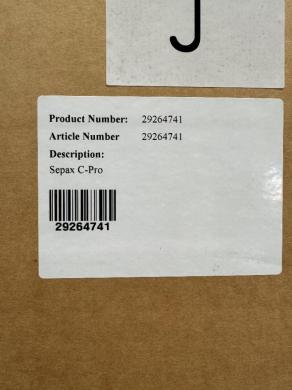 J
Product Number: 29264741
Article Number 29264741
Description:
Sepax C-Pro
29264741